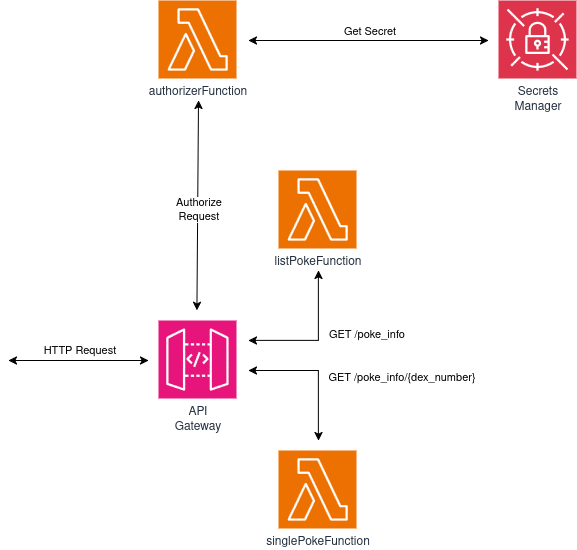 Get Secret
authorizerFunction
Secrets
Manager
Authorize
Request
listPokeFunction
GET /poke_info
HTTP Request
</>
GET /poke_info/{dex_number}
API
Gateway
singlePokeFunction